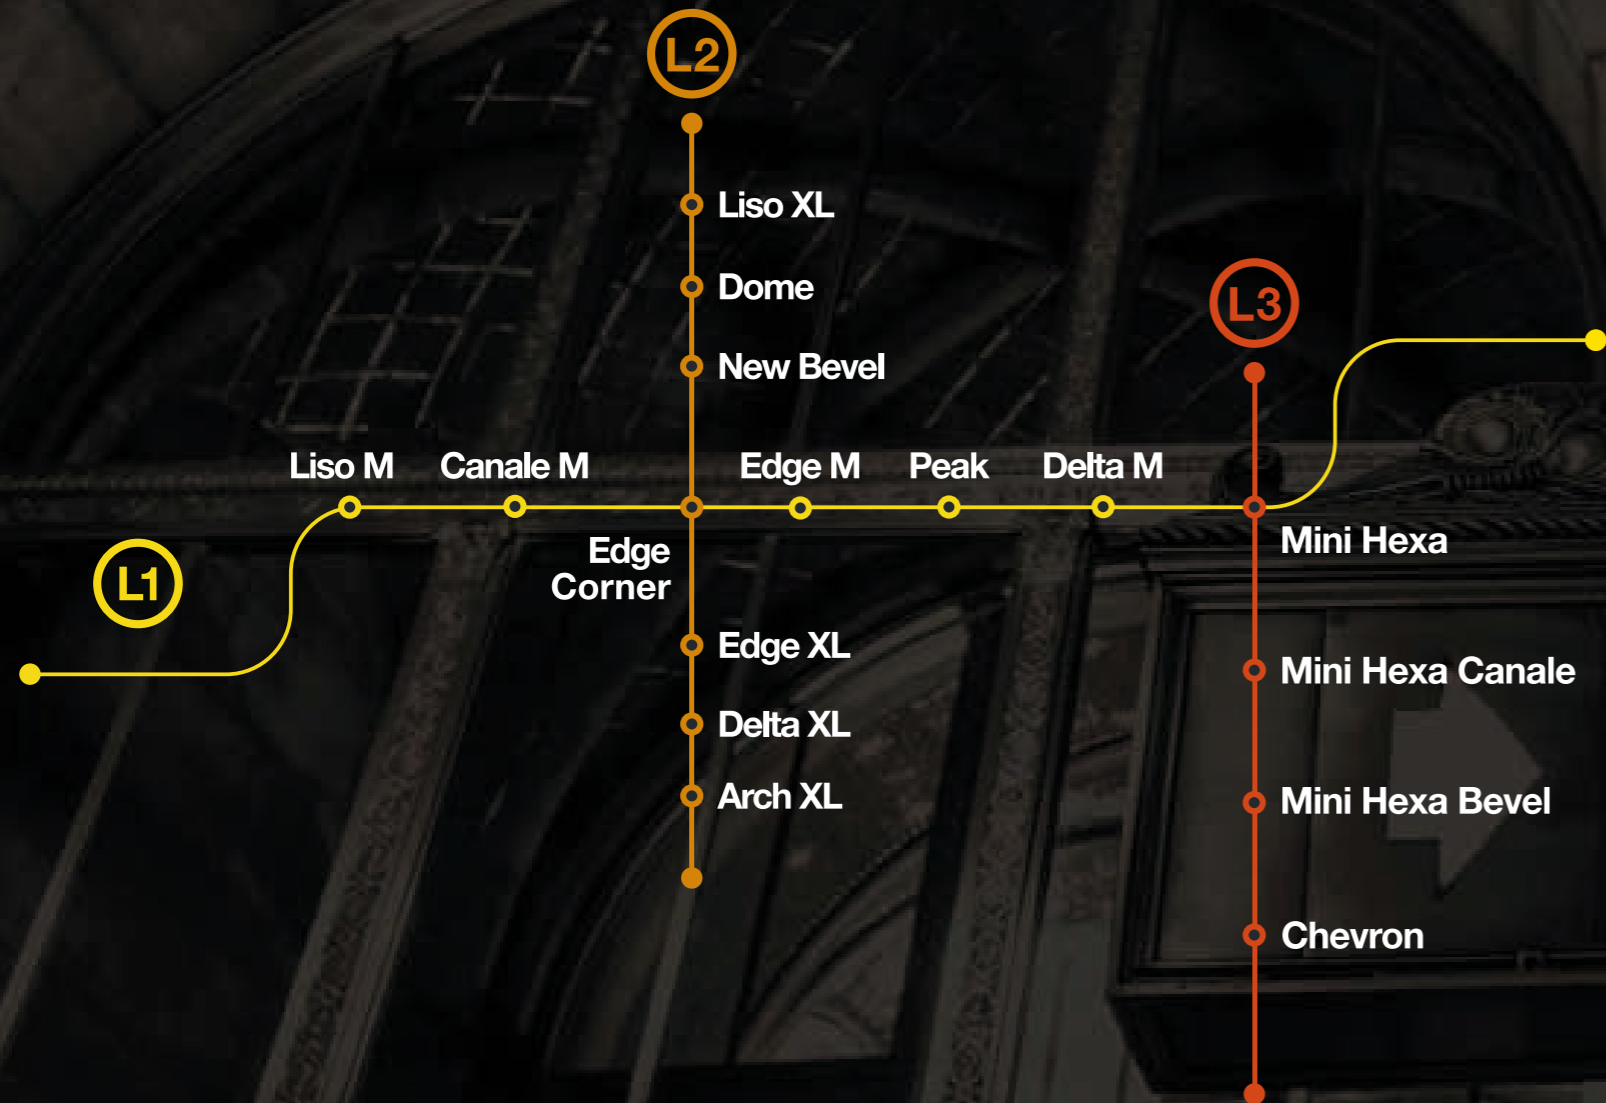 L2
Liso XL
Dome
New Bevel
L3
Liso M
Canale M
Edge M
Peak
Delta M
Edge
Corner
Mini Hexa
L1
Edge XL
Mini Hexa Canale
Delta XL
Arch XL
Mini Hexa Bevel
Chevron